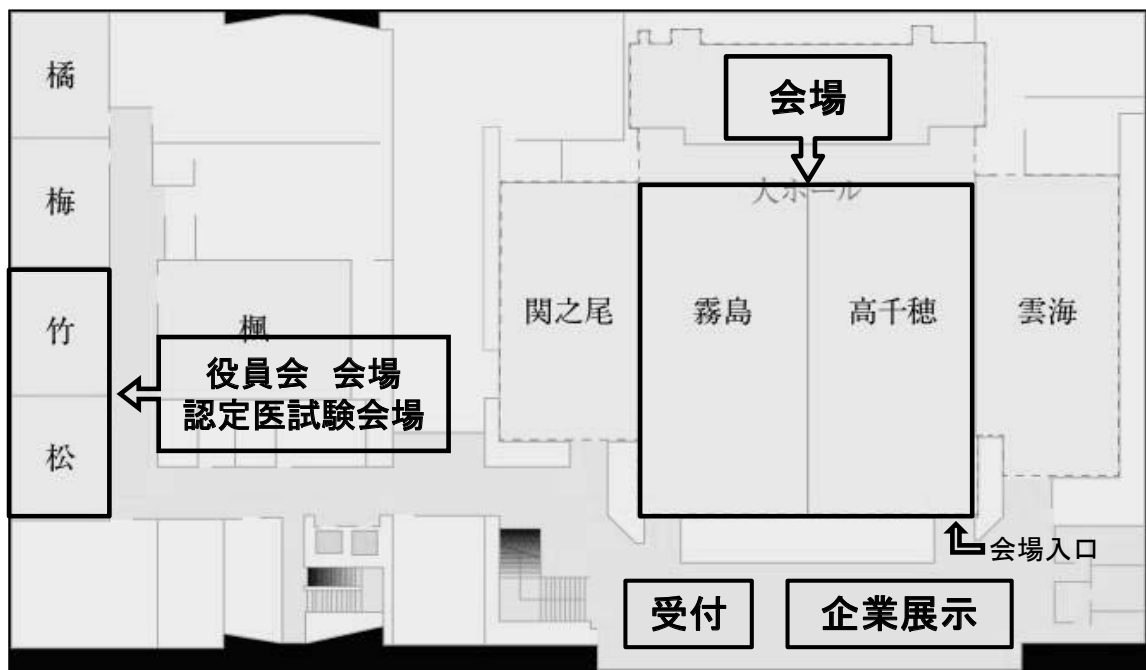 橘
会場
梅
大ホール
竹
楓
関之尾
霧島
高千穂
雲海
役員会 会場
認定医試験会場
松
会場入口
受付
企業展示